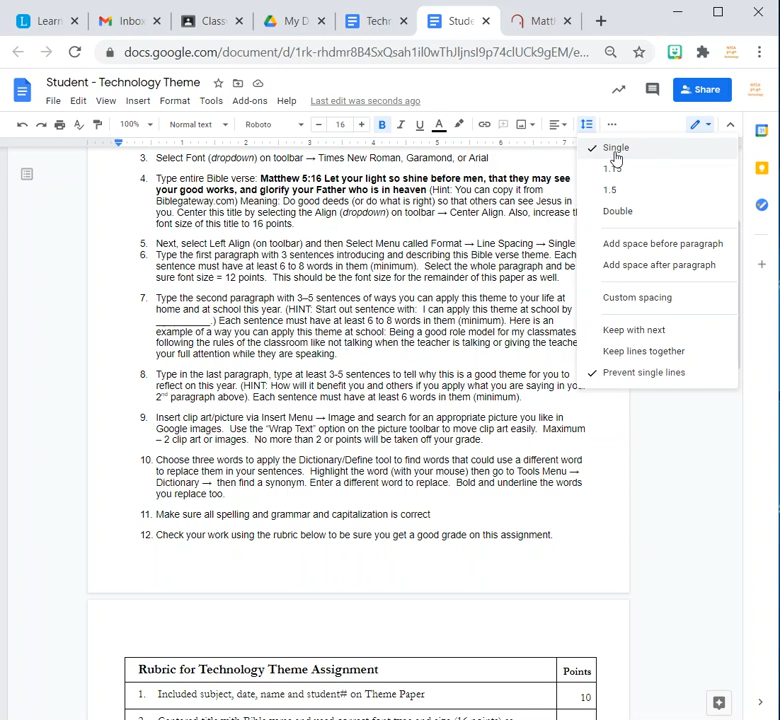 Learn
Inbox
Class
My D
Techn
Stude
Matt
docs.google.com/document/d/1rk-rhdmr8B4SxQsah1il0wThJljnsI9p74clUCk9gEM/e...
Student - Technology Theme
File Edit View Insert Format Tools Add-ons Help Last edit was seconds ago
Share
100% Normal text Roboto 16 B I U A
1 2 3 4 5 6 7
3. Select Font (dropdown) on toolbar → Times New Roman, Garamond, or Arial
4. Type entire Bible verse: Matthew 5:16 Let your light so shine before men, that they may see
your good works, and glorify your Father who is in heaven (Hint: You can copy it from
Biblegateway.com) Meaning: Do good deeds (or do what is right) so that others can see Jesus in
you. Center this title by selecting the Align (dropdown) on toolbar → Center Align. Also, increase t
font size of this title to 16 points.
5. Next, select Left Align (on toolbar) and then Select Menu called Format → Line Spacing → Single
6. Type the first paragraph with 3 sentences introducing and describing this Bible verse theme. Each
sentence must have at least 6 to 8 words in them (minimum). Select the whole paragraph and be
sure font size = 12 points. This should be the font size for the remainder of this paper as well.
7. Type the second paragraph with 3–5 sentences of ways you can apply this theme to your life at
home and at school this year. (HINT: Start out sentence with: I can apply this theme at school by
__________.) Each sentence must have at least 6 to 8 words in them (minimum). Here is an
example of a way you can apply this theme at school: Being a good role model for my classmates
following the rules of the classroom like not talking when the teacher is talking or giving the teache
your full attention while they are speaking.
8. Type in the last paragraph, type at least 3-5 sentences to tell why this is a good theme for you to
reflect on this year. (HINT: How will it benefit you and others if you apply what you are saying in yo
2nd paragraph above). Each sentence must have at least 6 words in them (minimum).
9. Insert clip art/picture via Insert Menu → Image and search for an appropriate picture you like in
Google images. Use the “Wrap Text” option on the picture toolbar to move clip art easily. Maximum
– 2 clip art or images. No more than 2 or points will be taken off your grade.
10. Choose three words to apply the Dictionary/Define tool to find words that could use a different word
to replace them in your sentences. Highlight the word (with your mouse) then go to Tools Menu →
Dictionary → then find a synonym. Enter a different word to replace. Bold and underline the words
you replace too.
11. Make sure all spelling and grammar and capitalization is correct
12. Check your work using the rubric below to be sure you get a good grade on this assignment.
Single
1.15
1.5
Double
Add space before paragraph
Add space after paragraph
Custom spacing
Keep with next
Keep lines together
Prevent single lines
Rubric for Technology Theme Assignment Points
1. Included subject, date, name and student# on Theme Paper 10